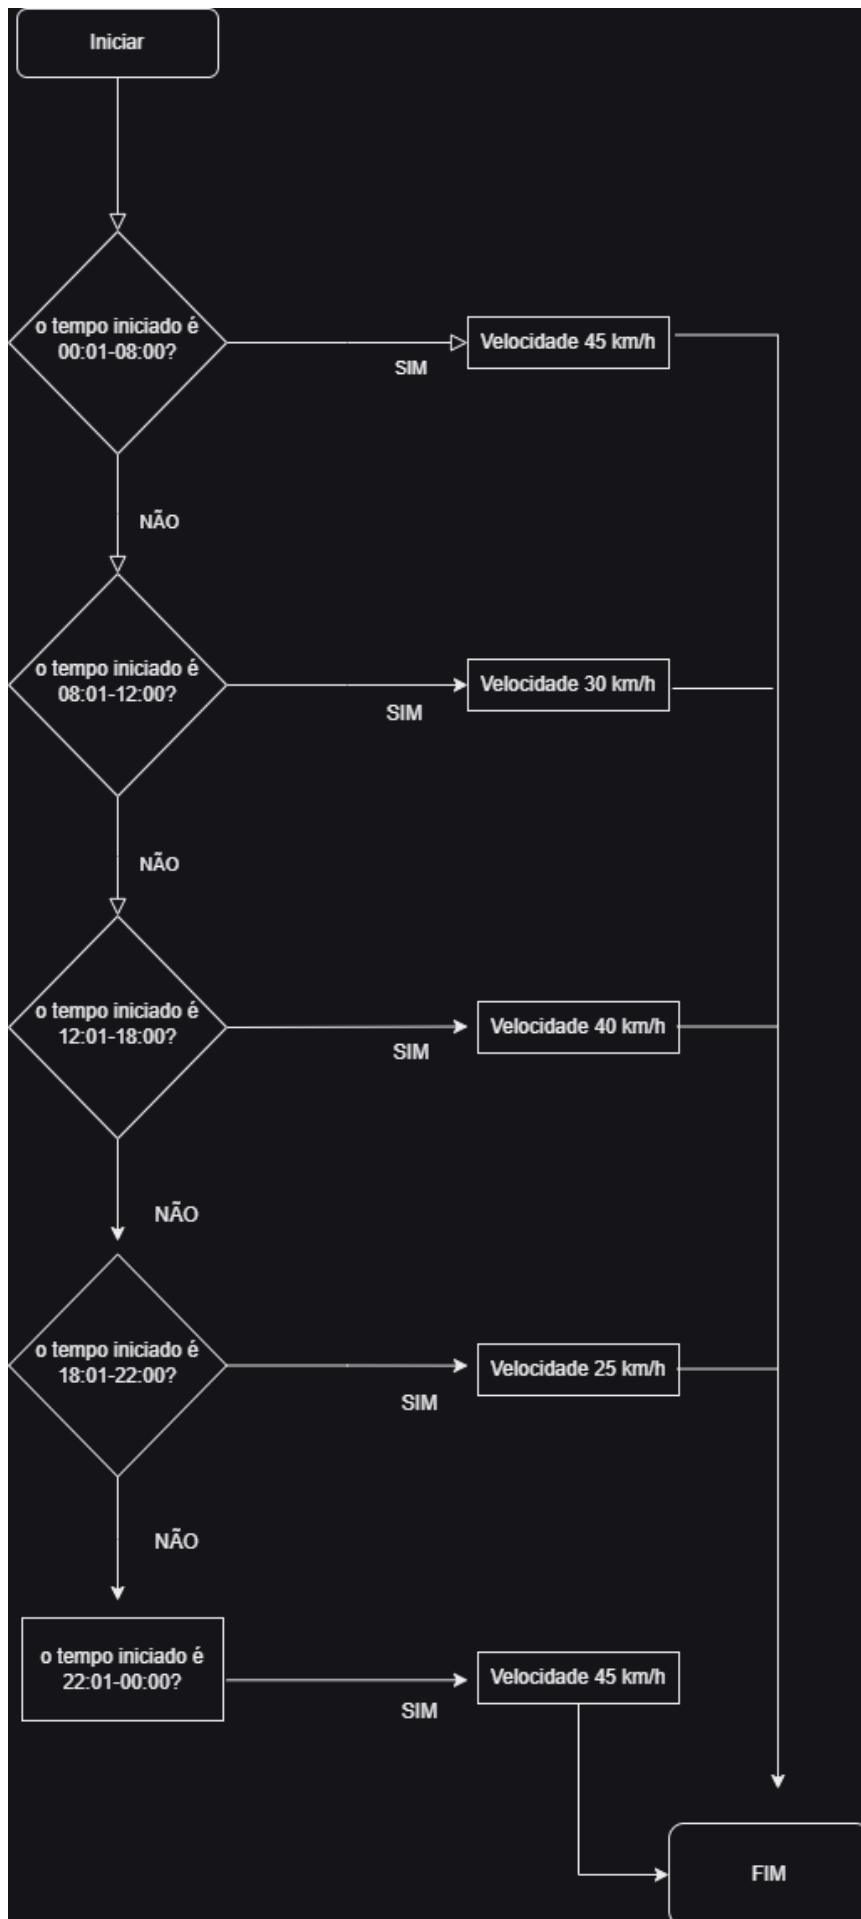 Iniciar
o tempo iniciado é
00:01-08:00?
SIM
Velocidade 45 km/h
NÃO
o tempo iniciado é
08:01-12:00?
SIM
Velocidade 30 km/h
NÃO
o tempo iniciado é
12:01-18:00?
SIM
Velocidade 40 km/h
NÃO
o tempo iniciado é
18:01-22:00?
SIM
Velocidade 25 km/h
NÃO
o tempo iniciado é
22:01-00:00?
SIM
Velocidade 45 km/h
FIM